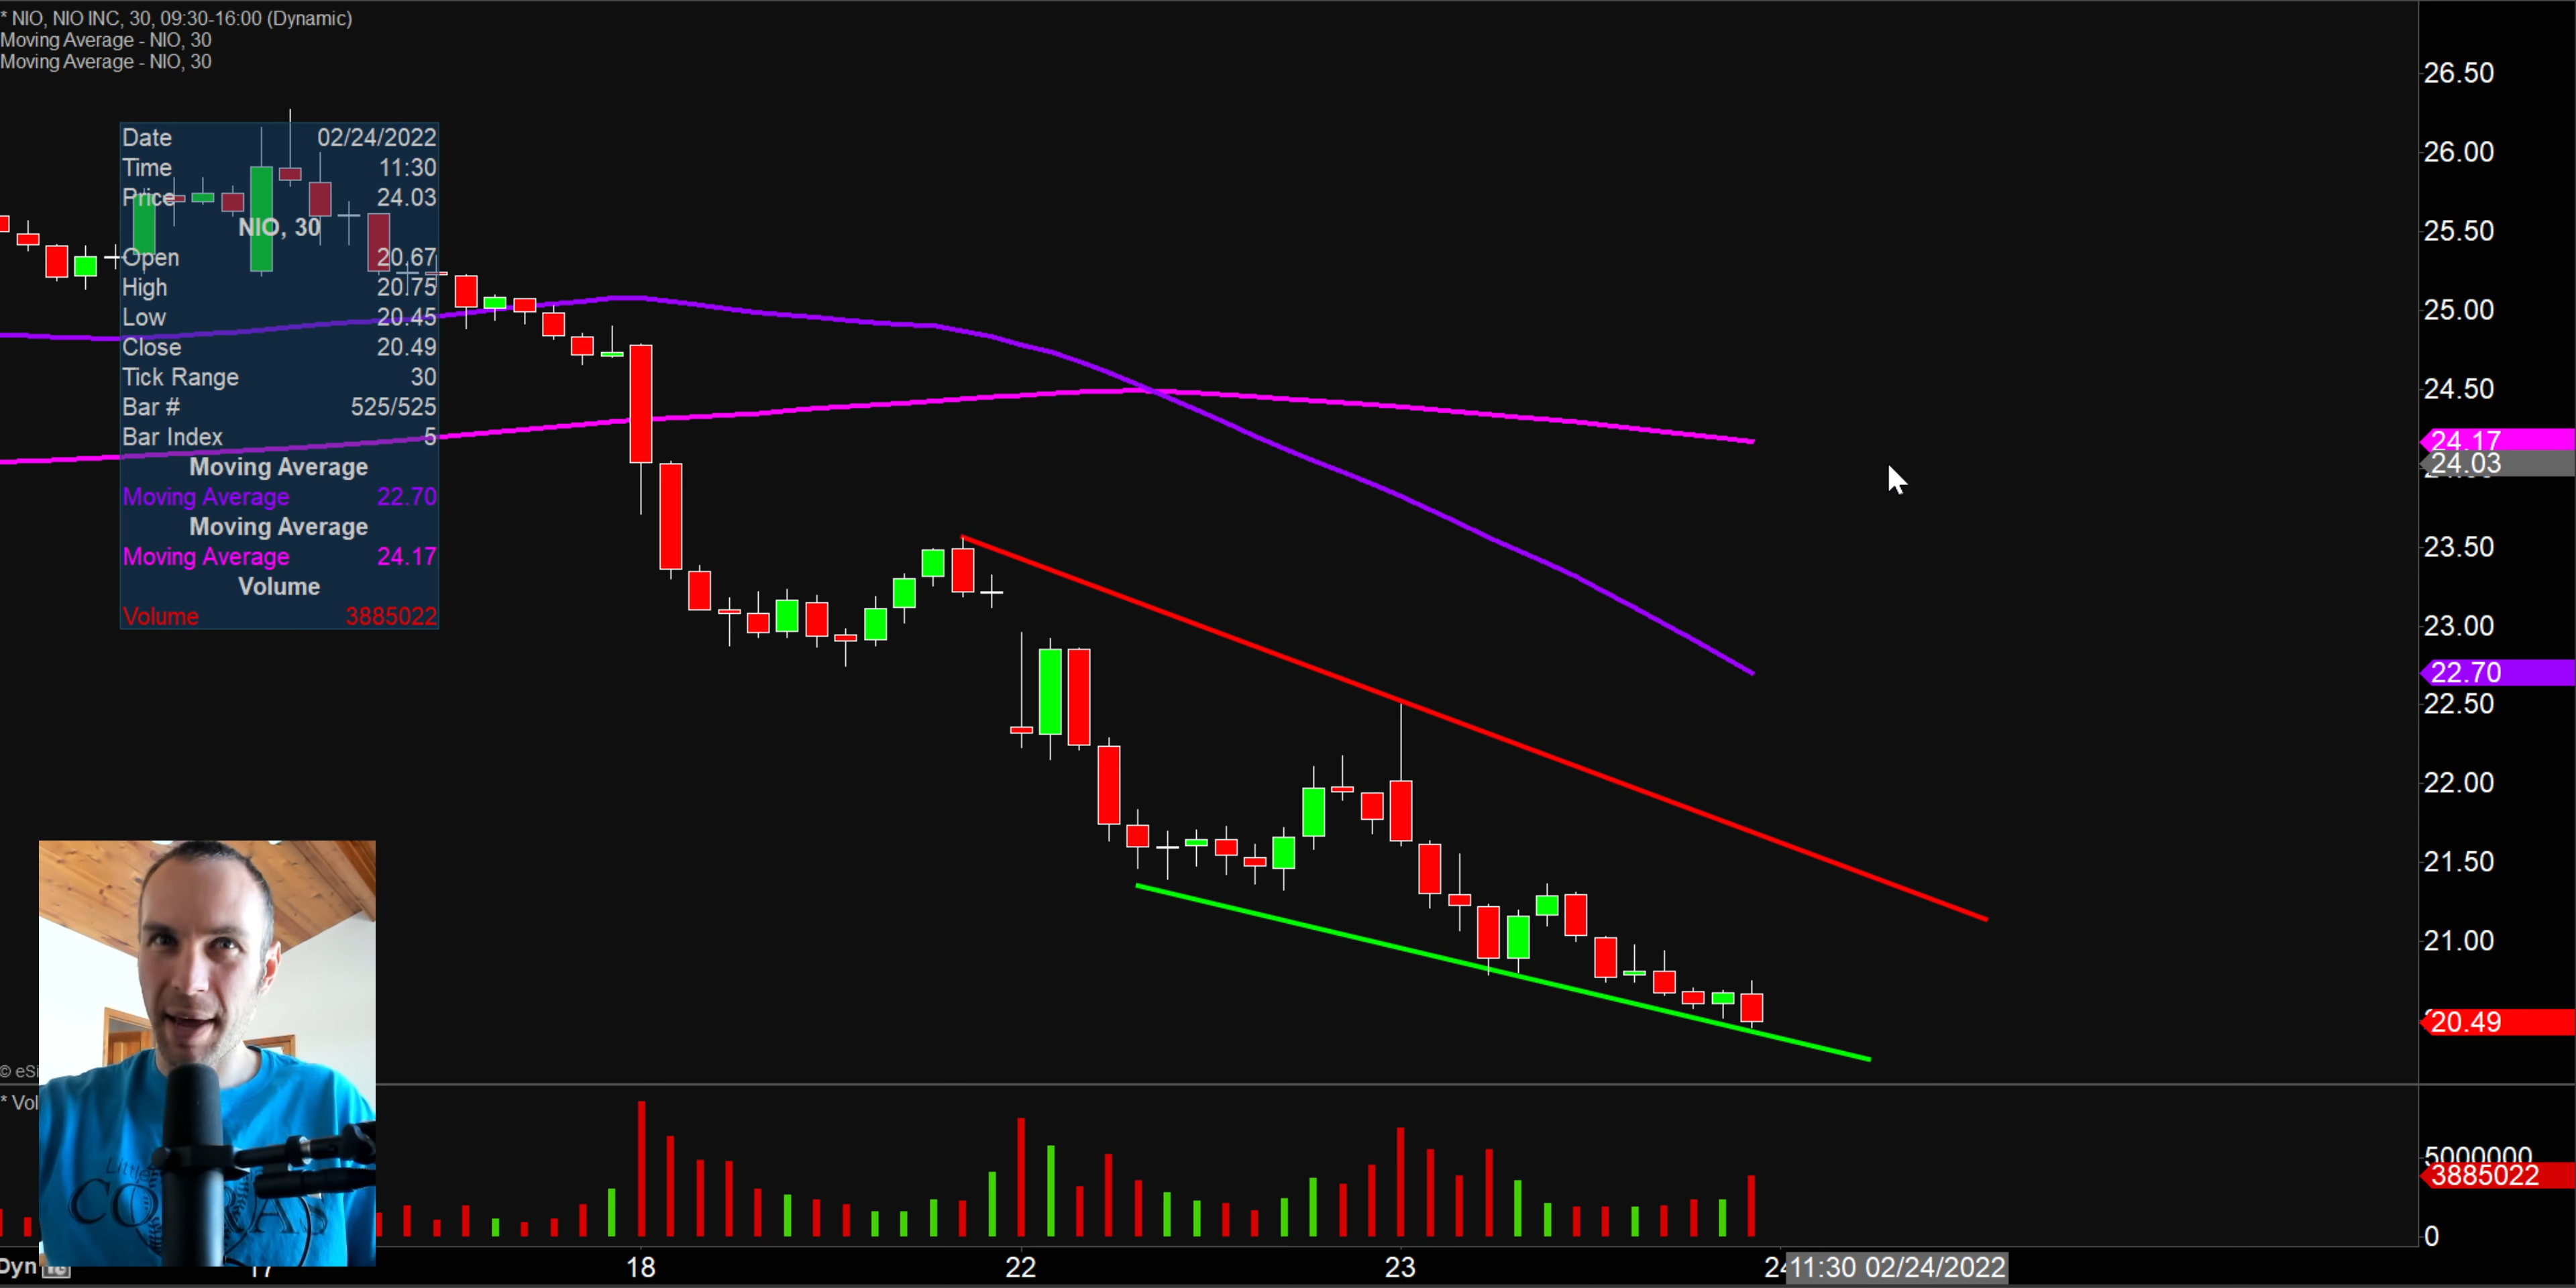 * NIO, NIO INC, 30, 09:30-16:00 (Dynamic)
Moving Average - NIO, 30
Moving Average - NIO, 30
Date 02/24/2022
Time 11:30
Price 24.03
NIO, 30
Open 20.67
High 20.75
Low 20.45
Close 20.49
Tick Range 30
Bar # 525/525
Bar Index 5
Moving Average
Moving Average 22.70
Moving Average
Moving Average 24.17
Volume
Volume 3885022
26.50
26.00
25.50
25.00
24.50
24.17
24.03
23.50
23.00
22.70
22.50
22.00
21.50
21.00
20.49
© eSi
* Vol
5000000
3885022
0
Dyn
17 18 22 23 24 11:30 02/24/2022